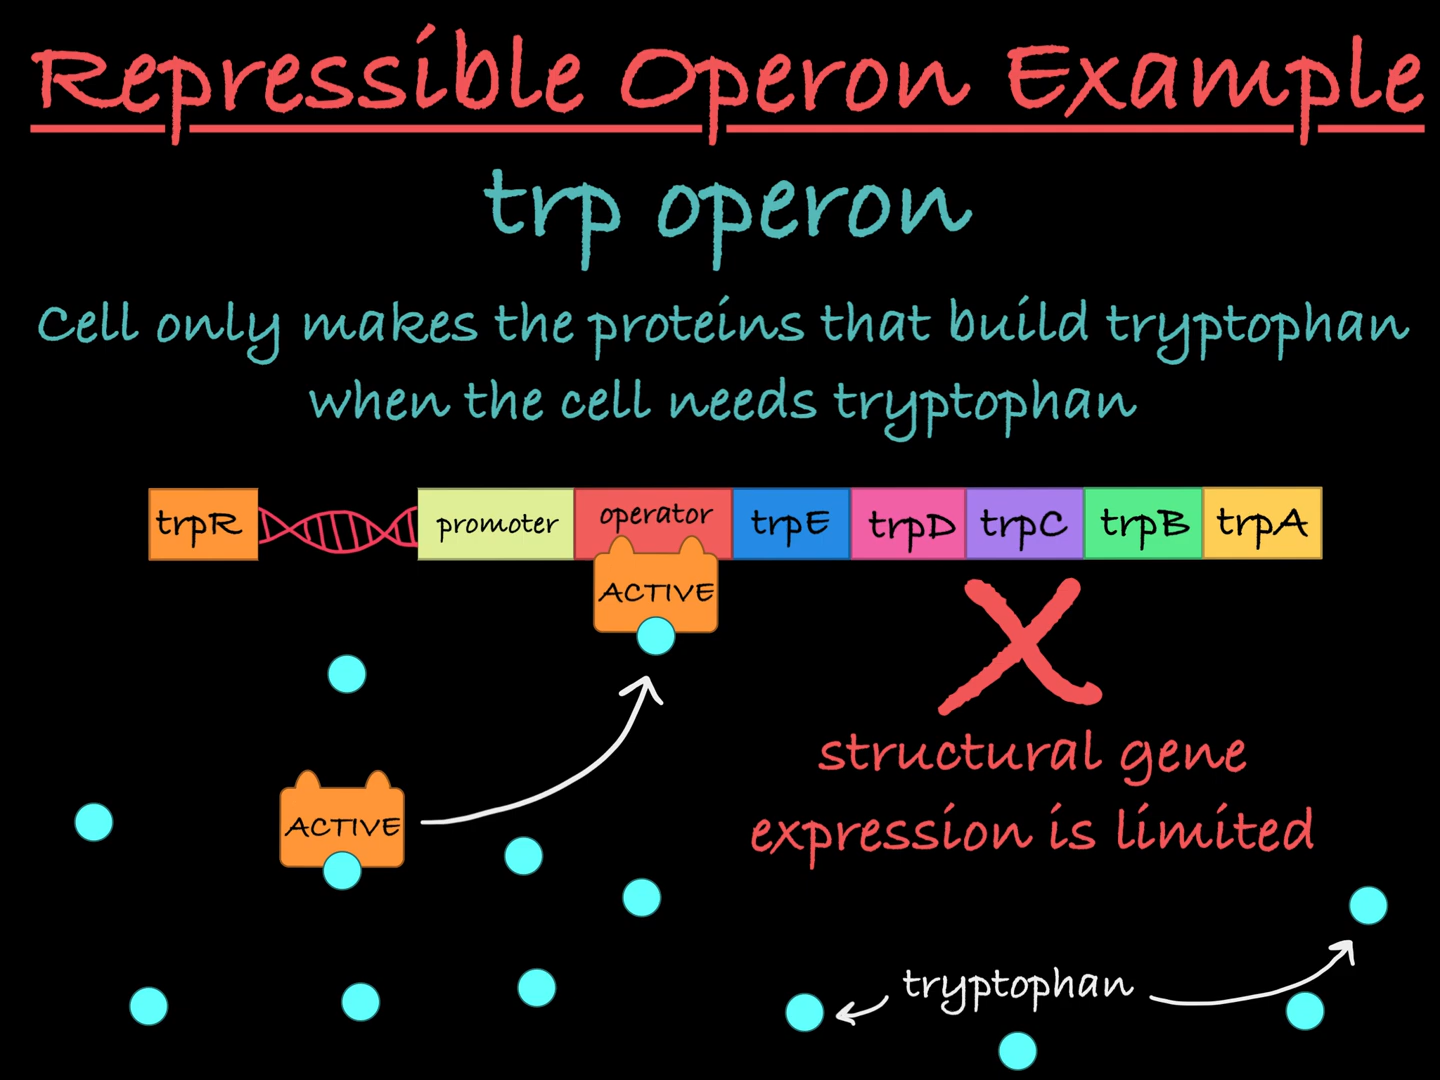 Repressible Operon Example
trp operon
Cell only makes the proteins that build tryptophan
when the cell needs tryptophan
trpR promoter operator trpE trpD trpC trpB trpA
ACTIVE
structural gene
expression is limited
ACTIVE
tryptophan